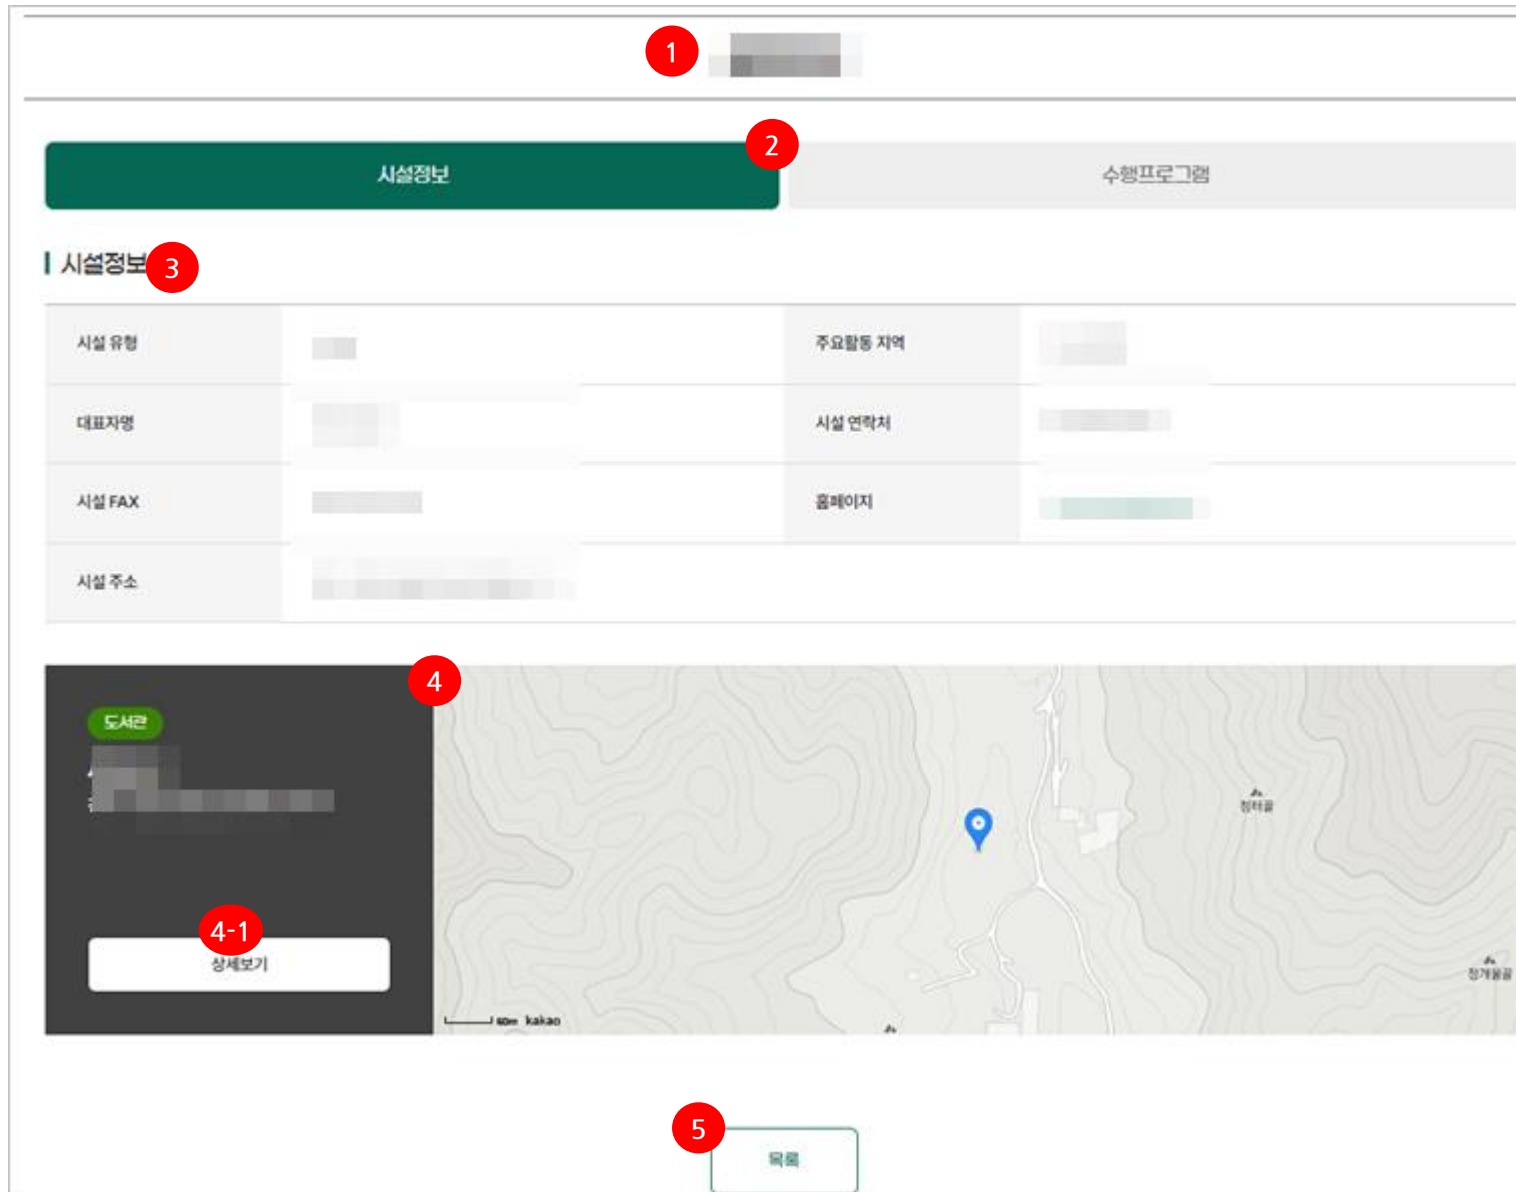 1
2
시설정보
수행프로그램
시설정보 3
시설 유형
주요활동 지역
대표자명
시설 연락처
시설 FAX
홈페이지
시설 주소
4
도서관
4-1
상세보기
정터골
kakao
5
목록